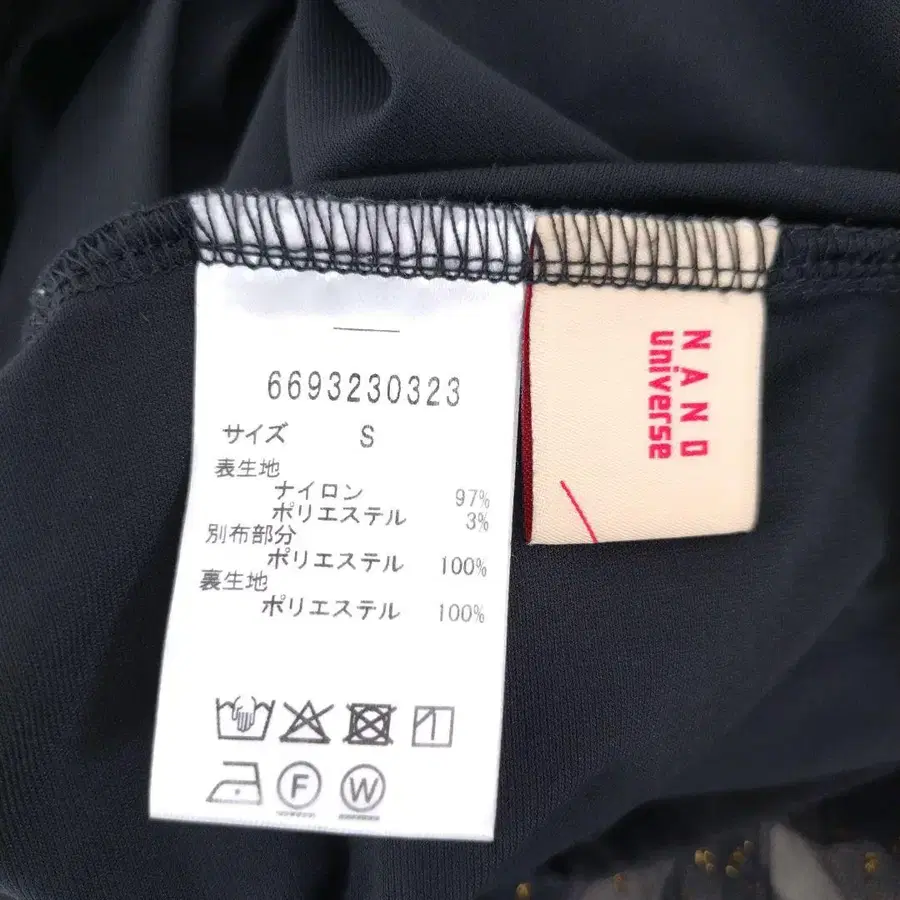 6693230323
サイズ S
表生地
ナイロン 97%
ポリエステル 3%
別布部分
ポリエステル 100%
裏生地
ポリエステル 100%
F W
NANO
universe